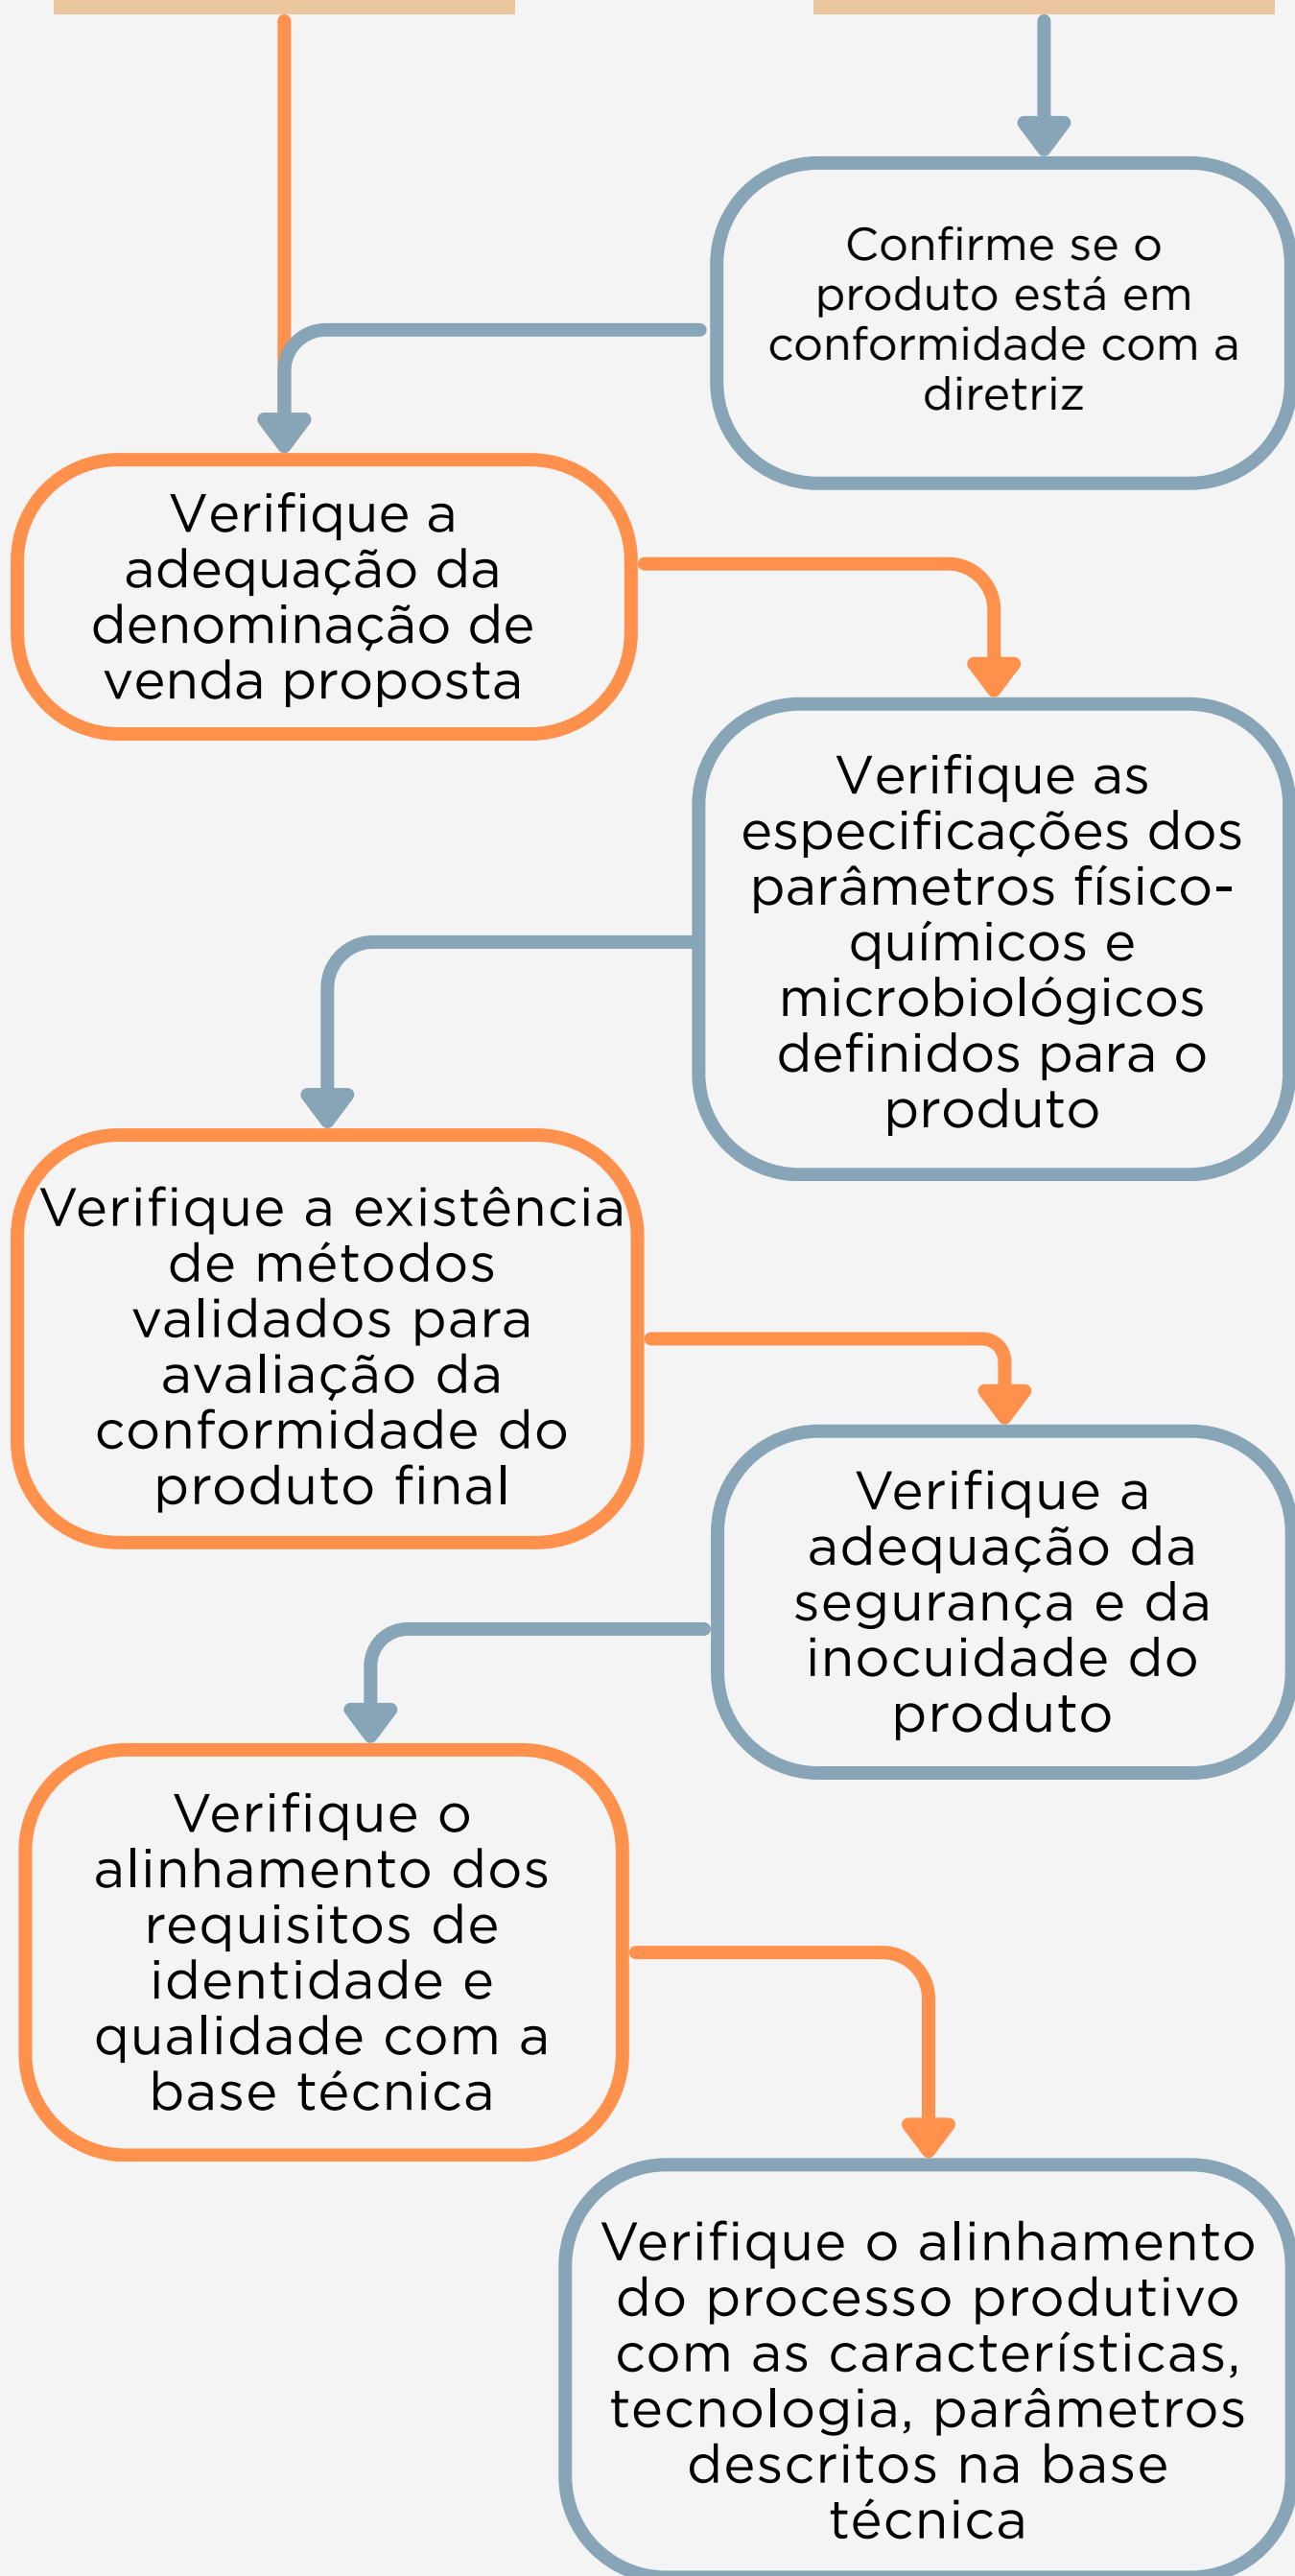 Confirme se o
produto está em
conformidade com a
diretriz
Verifique a
adequação da
denominação de
venda proposta
Verifique as
especificações dos
parâmetros físico-
químicos e
microbiológicos
definidos para o
produto
Verifique a existência
de métodos
validados para
avaliação da
conformidade do
produto final
Verifique a
adequação da
segurança e da
inocuidade do
produto
Verifique o
alinhamento dos
requisitos de
identidade e
qualidade com a
base técnica
Verifique o alinhamento
do processo produtivo
com as características,
tecnologia, parâmetros
descritos na base
técnica